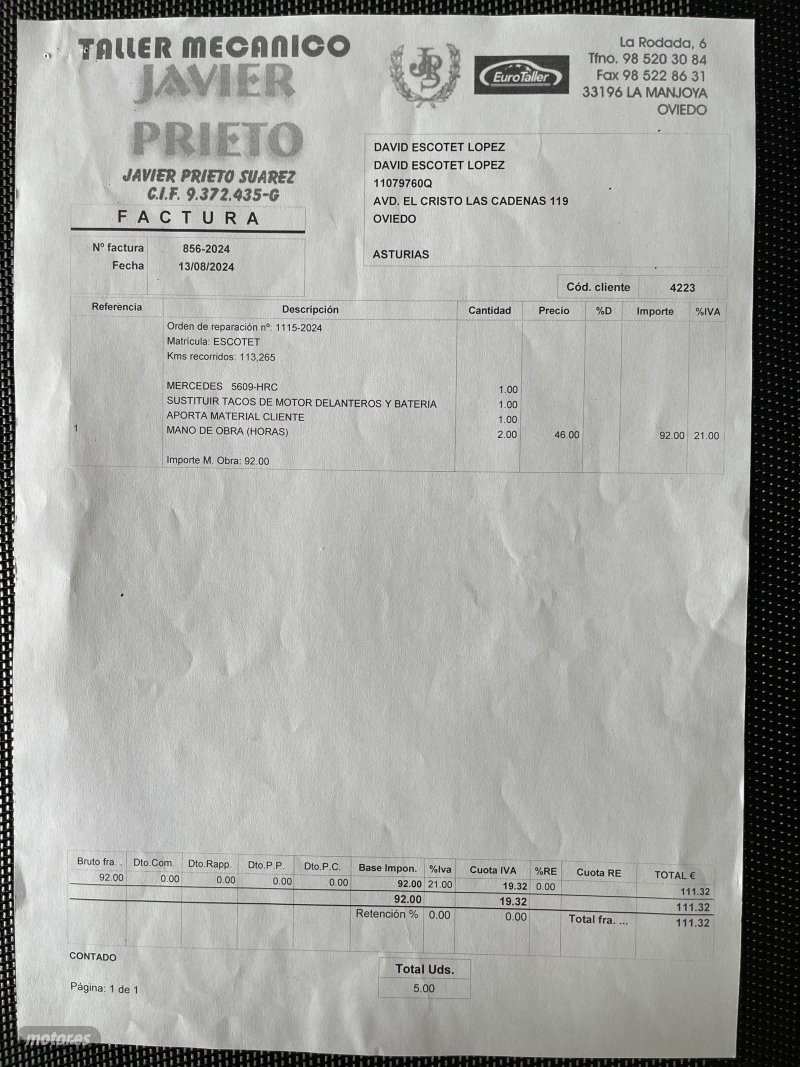 TALLER MECANICO
JAVIER
PRIETO
JAVIER PRIETO SUAREZ
C.I.F. 9.372.435-G
JPS
EuroTaller
La Rodada, 6
Tfno. 98 520 30 84
Fax 98 522 86 31
33196 LA MANJOYA
OVIEDO
FACTURA
Nº factura 856-2024
Fecha 13/08/2024
DAVID ESCOTET LOPEZ
DAVID ESCOTET LOPEZ
11079760Q
AVD. EL CRISTO LAS CADENAS 119
OVIEDO
ASTURIAS
Cód. cliente 4223
Referencia Descripción Cantidad Precio %D Importe %IVA
Orden de reparación nº: 1115-2024
Matricula: ESCOTET
Kms recorridos: 113,265
MERCEDES 5609-HRC 1.00
SUSTITUIR TACOS DE MOTOR DELANTEROS Y BATERIA 1.00
APORTA MATERIAL CLIENTE 1.00
1 MANO DE OBRA (HORAS) 2.00 46.00 92.00 21.00
Importe M. Obra: 92.00
Bruto fra. . Dto.Com. Dto.Rapp. Dto.P.P. Dto.P.C. Base Impon. %Iva Cuota IVA %RE Cuota RE TOTAL €
92.00 0.00 0.00 0.00 0.00 92.00 21.00 19.32 0.00 111.32
92.00 19.32 111.32
Retención % 0.00 0.00 Total fra. ... 111.32
CONTADO
Total Uds.
5.00
Página: 1 de 1
motor.es